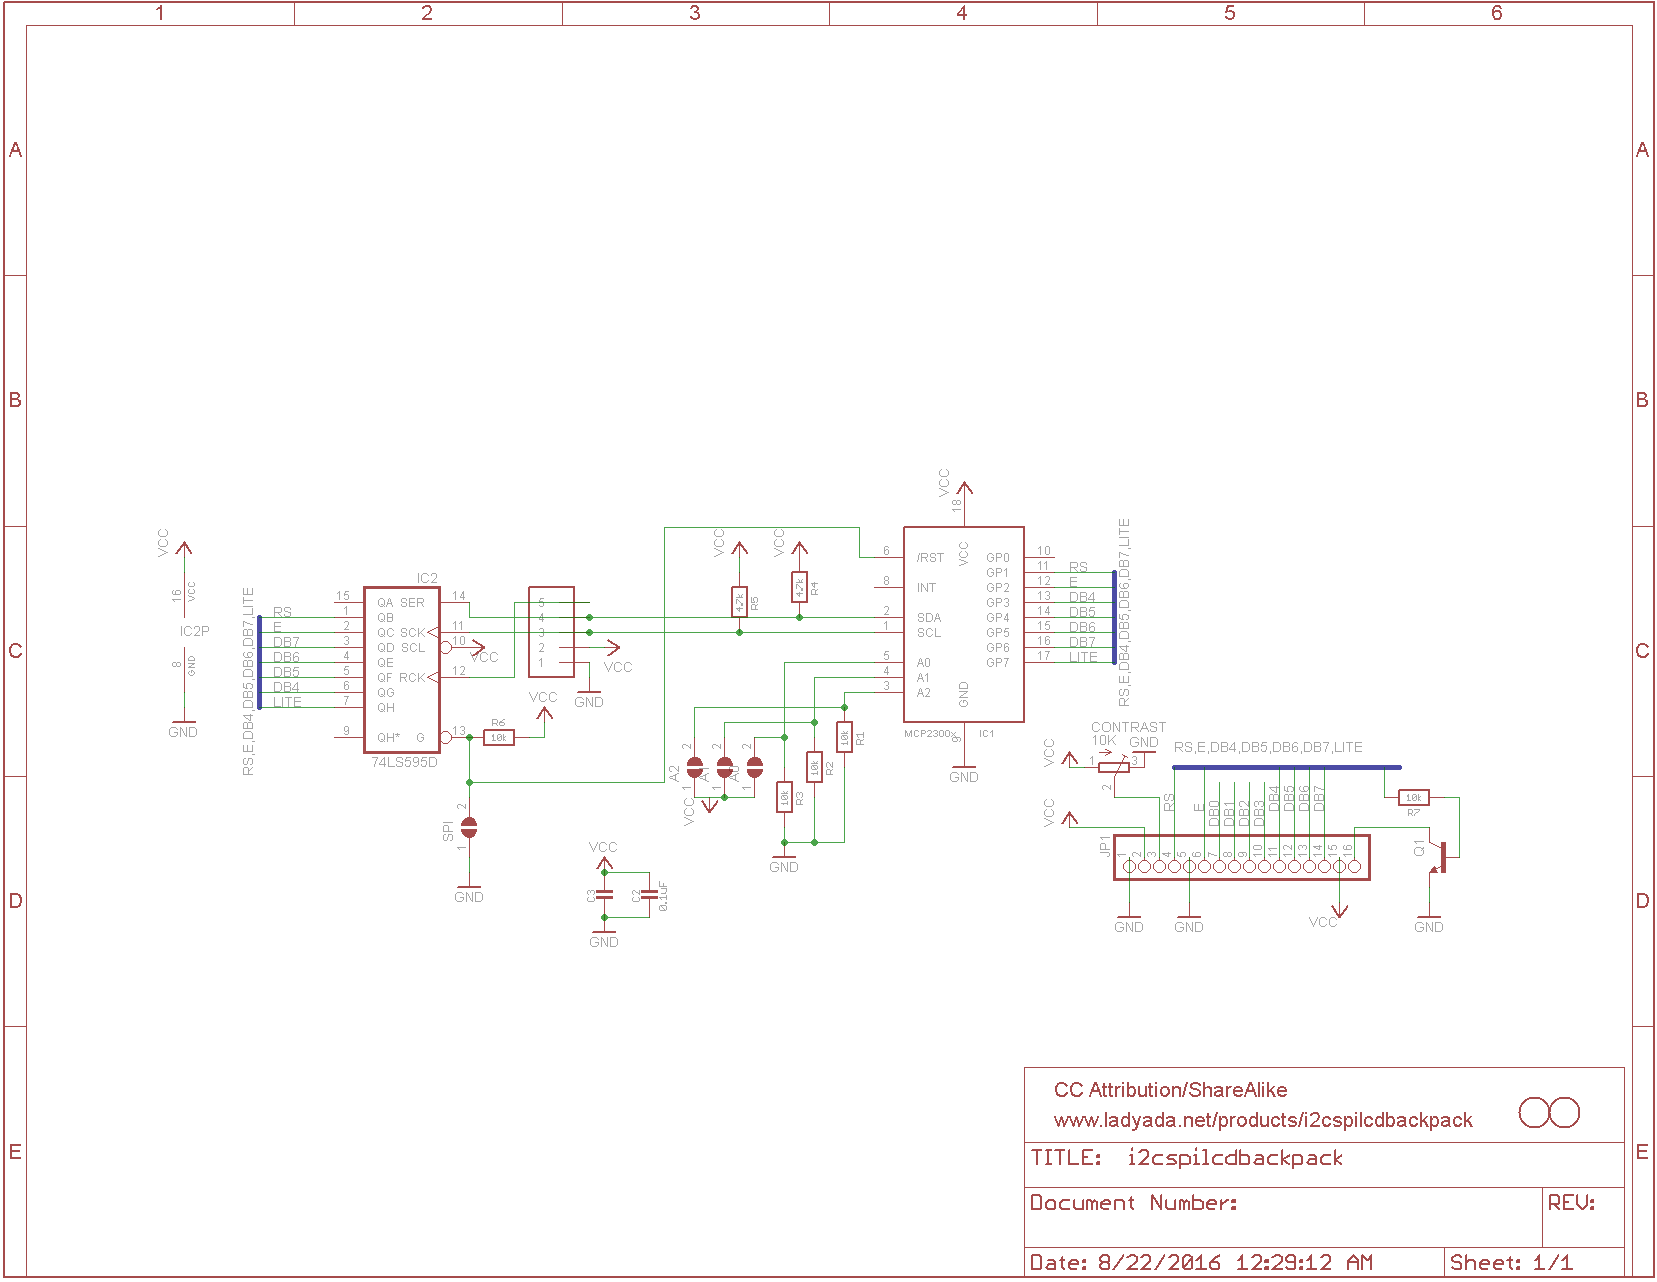 1 2 3 4 5 6
A A
B B
C C
D D
E E
VCC
16 VCC
IC2P
8 GND
GND
RS,E,DB4,DB5,DB6,DB7,LITE
RS
E
DB7
DB6
DB5
DB4
LITE
IC2
15 QA SER 14
1 QB
2 QC SCK 11
3 QD SCL 10
VCC
4 QE
5 QF RCK 12
6 QG
7 QH
9 QH* G 13
74LS595D
R6
10k
VCC
SPI
2
1
GND
5
4
3
2
1
VCC
GND
VCC
4.7k
R5
VCC
4.7k
R4
VCC
18
6 /RST VCC GP0 10
GP1 11
8 INT GP2 12
GP3 13
2 SDA GP4 14
1 SCL GP5 15
GP6 16
5 A0 GP7 17
4 A1
3 A2
GND
MCP2300x
9
IC1
GND
RS
E
DB4
DB5
DB6
DB7
LITE
RS,E,DB4,DB5,DB6,DB7,LITE
A2 2 1
A1 2 1
A0 2 1
VCC
10k R3
10k R2
10k R1
GND
VCC
C3
C2
0.1uF
GND
CONTRAST
10K
GND
VCC
1 3
2
VCC
RS,E,DB4,DB5,DB6,DB7,LITE
RS
E
DB0
DB1
DB2
DB3
DB4
DB5
DB6
DB7
10k
R7
JP1
1 2 3 4 5 6 7 8 9 10 11 12 13 14 15 16
Q1
GND
GND
VCC
GND
CC Attribution/ShareAlike
www.ladyada.net/products/i2cspilcdbackpack
TITLE: i2cspilcdbackpack
Document Number:
REV:
Date: 8/22/2016 12:29:12 AM
Sheet: 1/1